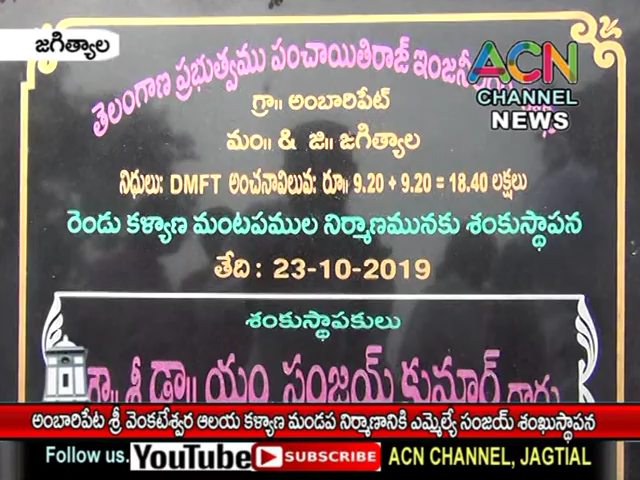 జగిత్యాల
ACN
CHANNEL
NEWS
తెలంగాణ ప్రభుత్వము పంచాయితిరాజ్
గ్రా॥ అంబారిపేట్
మం॥ & జి॥ జగిత్యాల
నిధులు: DMFT అంచనావిలువ: రూ॥ 9.20 + 9.20 = 18.40 లక్షలు
రెండు కళ్యాణ మంటపముల నిర్మాణమునకు శంకుస్థాపన
తేది : 23-10-2019
శంకుస్థాపకులు
గౌ॥ శ్రీ డా॥ యం. సంజయ్ కుమార్ గారు
అంబారిపేట శ్రీ వెంకటేశ్వర ఆలయ కళ్యాణ మండప నిర్మాణానికి ఎమ్మెల్యే సంజయ్ శంఖుస్థాపన
Follow us. YouTube SUBSCRIBE ACN CHANNEL, JAGTIAL